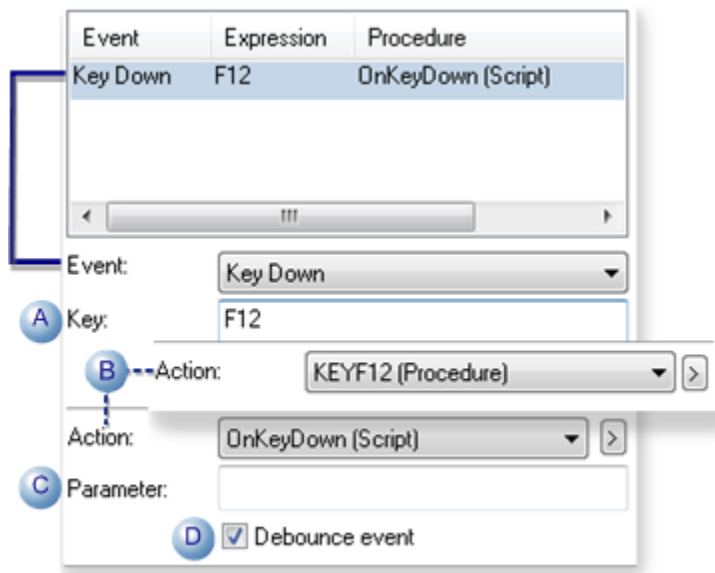 Event Expression Procedure
Key Down F12 OnKeyDown (Script)
Event: Key Down
A Key: F12
B Action: KEYF12 (Procedure) >
Action: OnKeyDown (Script) >
C Parameter:
D Debounce event